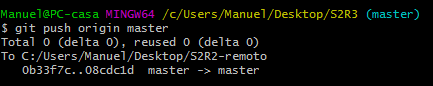 Manuel@PC-casa MINGW64 /c/Users/Manuel/Desktop/S2R3 (master)
$ git push origin master
Total 0 (delta 0), reused 0 (delta 0)
To C:/Users/Manuel/Desktop/S2R2-remoto
   0b33f7c..08cdc1d  master -> master